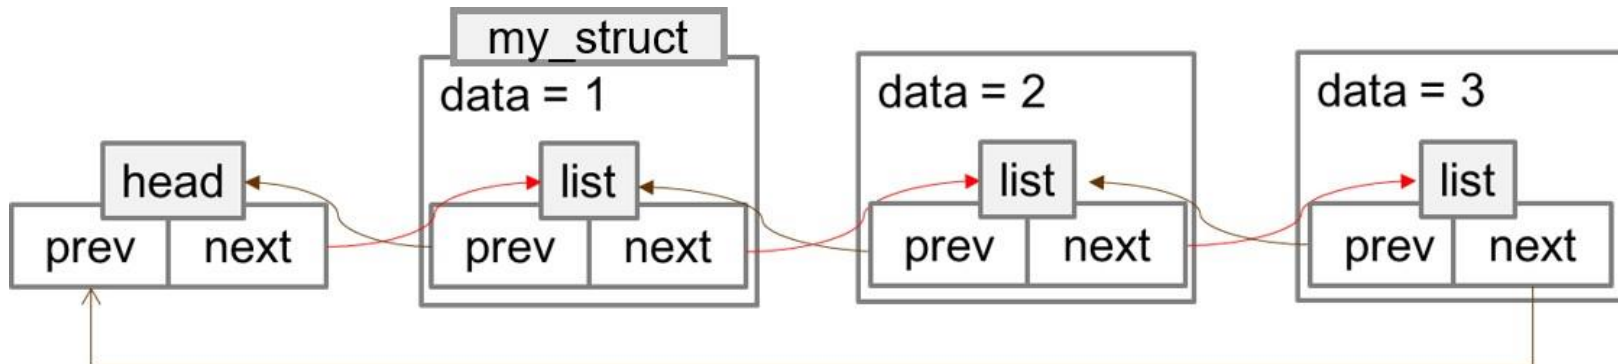 my_struct
data = 1
data = 2
data = 3
head
list
list
list
prev next
prev next
prev next
prev next